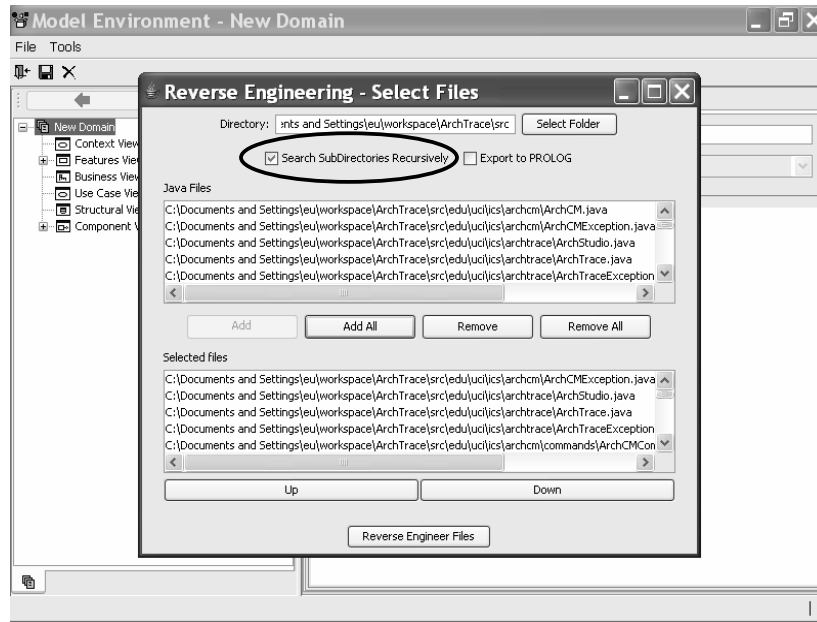 Model Environment - New Domain
File Tools
Reverse Engineering - Select Files
Directory: nts and Settings\eu\workspace\ArchTrace\src Select Folder
Search SubDirectories Recursively Export to PROLOG
New Domain
Context View
Features Vie
Business View
Use Case Vie
Structural Vie
Component V
Java Files
C:\Documents and Settings\eu\workspace\ArchTrace\src\edu\uci\ics\archcm\ArchCM.java
C:\Documents and Settings\eu\workspace\ArchTrace\src\edu\uci\ics\archcm\ArchCMException.java
C:\Documents and Settings\eu\workspace\ArchTrace\src\edu\uci\ics\archtrace\ArchStudio.java
C:\Documents and Settings\eu\workspace\ArchTrace\src\edu\uci\ics\archtrace\ArchTrace.java
C:\Documents and Settings\eu\workspace\ArchTrace\src\edu\uci\ics\archtrace\ArchTraceException
Add Add All Remove Remove All
Selected files
C:\Documents and Settings\eu\workspace\ArchTrace\src\edu\uci\ics\archcm\ArchCMException.java
C:\Documents and Settings\eu\workspace\ArchTrace\src\edu\uci\ics\archtrace\ArchStudio.java
C:\Documents and Settings\eu\workspace\ArchTrace\src\edu\uci\ics\archtrace\ArchTrace.java
C:\Documents and Settings\eu\workspace\ArchTrace\src\edu\uci\ics\archtrace\ArchTraceException
C:\Documents and Settings\eu\workspace\ArchTrace\src\edu\uci\ics\archcm\commands\ArchCMCon
Up Down
Reverse Engineer Files